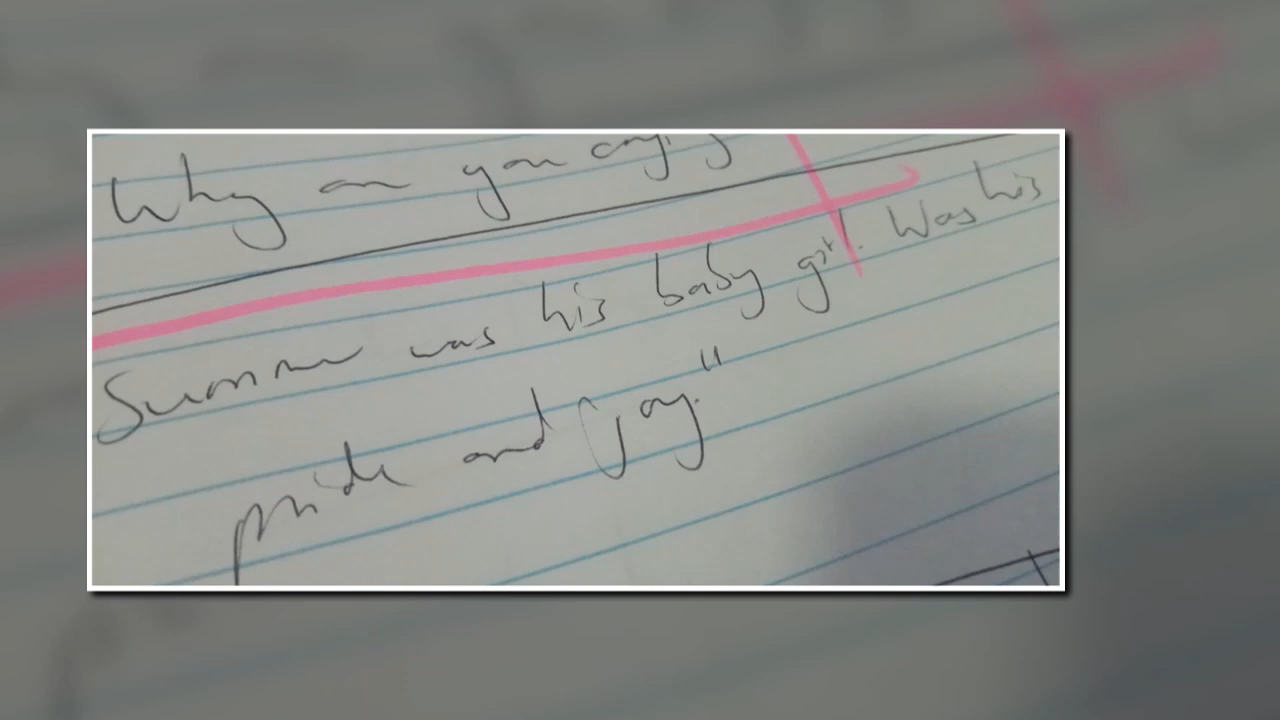 Why are you crying
Summer was his baby girl. Was his
pride and joy."